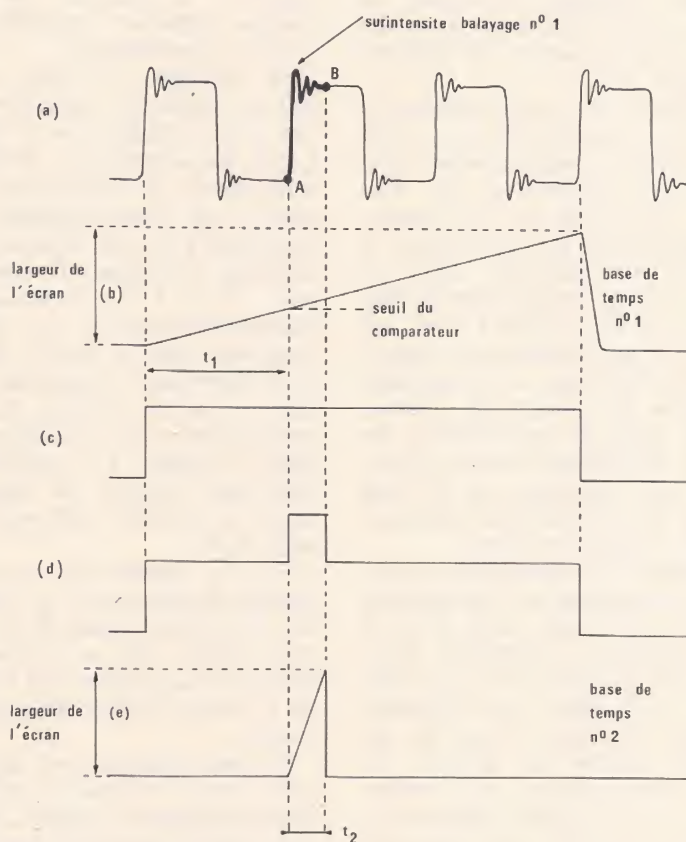 surintensite balayage nº 1
B
(a)
A
largeur de
l'écran
(b)
seuil du
comparateur
base de
temps
nº 1
t1
(c)
(d)
largeur de
l'écran
(e)
base de
temps
nº 2
t2